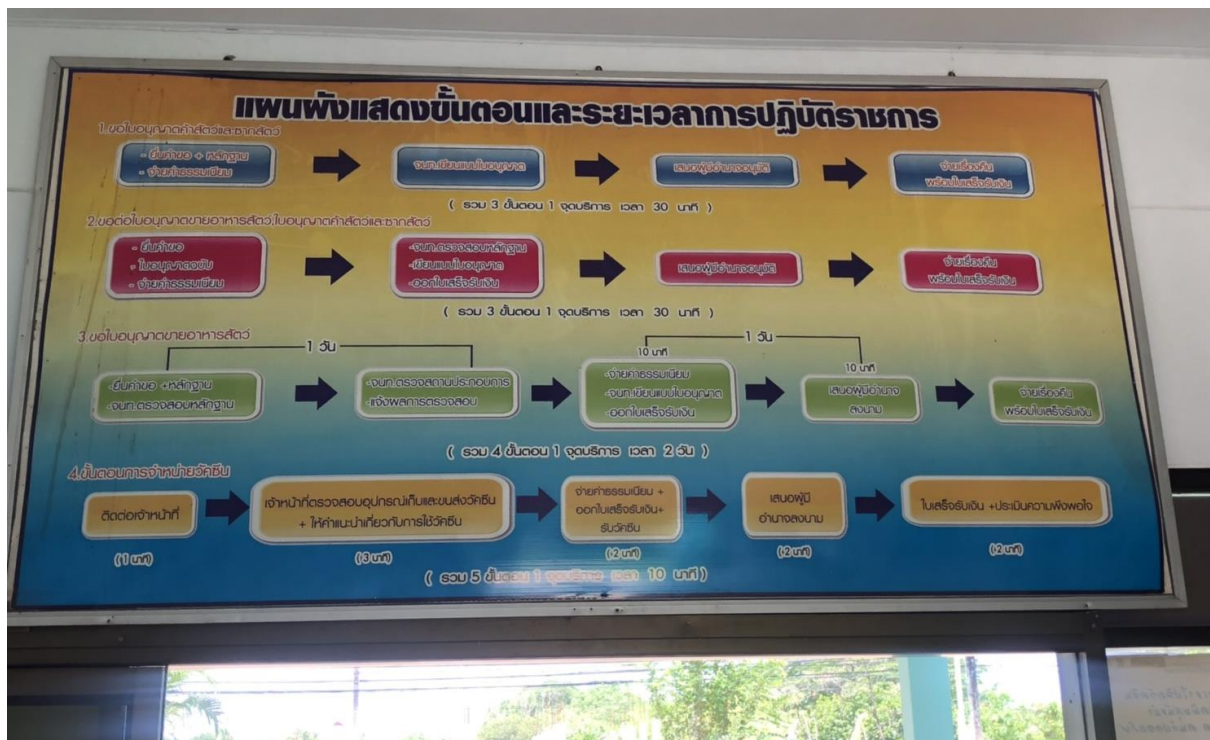 แผนผังแสดงขั้นตอนและระยะเวลาการปฏิบัติราชการ
1.ขอใบอนุญาตค้าสัตว์และซากสัตว์
- ยื่นคำขอ + หลักฐาน
- จ่ายค่าธรรมเนียม
จนท.เขียนแบบใบอนุญาต
เสนอผู้มีอำนาจอนุมัติ
จ่ายเรื่องคืน
พร้อมใบเสร็จรับเงิน
( รวม 3 ขั้นตอน 1 จุดบริการ เวลา 30 นาที )
2.ขอต่อใบอนุญาตขายอาหารสัตว์,ใบอนุญาตค้าสัตว์และซากสัตว์
- ยื่นคำขอ
- ใบอนุญาตฉบับ
- จ่ายค่าธรรมเนียม
-จนท.ตรวจสอบหลักฐาน
-เขียนแบบใบอนุญาต
-ออกใบเสร็จรับเงิน
เสนอผู้มีอำนาจอนุมัติ
จ่ายเรื่องคืน
พร้อมใบเสร็จรับเงิน
( รวม 3 ขั้นตอน 1 จุดบริการ เวลา 30 นาที )
3.ขอใบอนุญาตขายอาหารสัตว์
1 วัน
1 วัน
10 นาที
10 นาที
-ยื่นคำขอ +หลักฐาน
-จนท.ตรวจสอบหลักฐาน
-จนท.ตรวจสถานประกอบการ
-แจ้งผลการตรวจสอบ
-จ่ายค่าธรรมเนียม
-จนท.เขียนแบบใบอนุญาต
-ออกใบเสร็จรับเงิน
เสนอผู้มีอำนาจ
ลงนาม
จ่ายเรื่องคืน
พร้อมใบเสร็จรับเงิน
( รวม 4 ขั้นตอน 1 จุดบริการ เวลา 2 วัน )
4.ขั้นตอนการจำหน่ายวัคซีน
ติดต่อเจ้าหน้าที่
เจ้าหน้าที่ตรวจสอบอุปกรณ์เก็บและขนส่งวัคซีน
+ ให้คำแนะนำเกี่ยวกับการใช้วัคซีน
จ่ายค่าธรรมเนียม +
ออกใบเสร็จรับเงิน+
รับวัคซีน
เสนอผู้มี
อำนาจลงนาม
ใบเสร็จรับเงิน +ประเมินความพึงพอใจ
(1 นาที)
(3 นาที)
(2 นาที)
(2 นาที)
(2 นาที)
( รวม 5 ขั้นตอน 1 จุดบริการ เวลา 10 นาที)